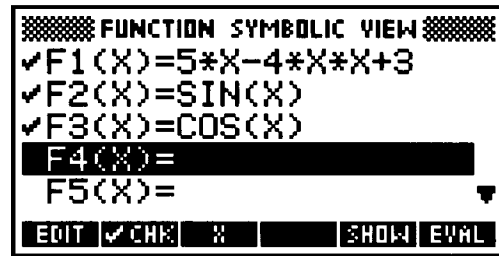 FUNCTION SYMBOLIC VIEW
✓F1(X)=5*X-4*X*X+3
✓F2(X)=SIN(X)
✓F3(X)=COS(X)
F4(X)=
F5(X)=
EDIT ✓CHK X SHOW EVAL